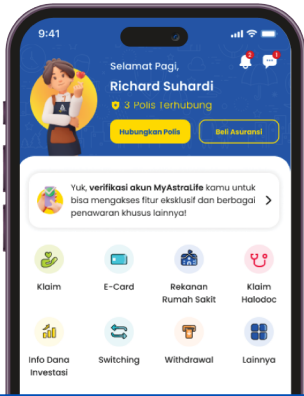 9:41
Selamat Pagi,
Richard Suhardi
3 Polis Terhubung
Hubungkan Polis
Beli Asuransi
Yuk, verifikasi akun MyAstraLife kamu untuk
bisa mengakses fitur eksklusif dan berbagai
penawaran khusus lainnya!
Klaim
E-Card
Rekanan
Rumah Sakit
Klaim
Halodoc
Info Dana
Investasi
Switching
Withdrawal
Lainnya